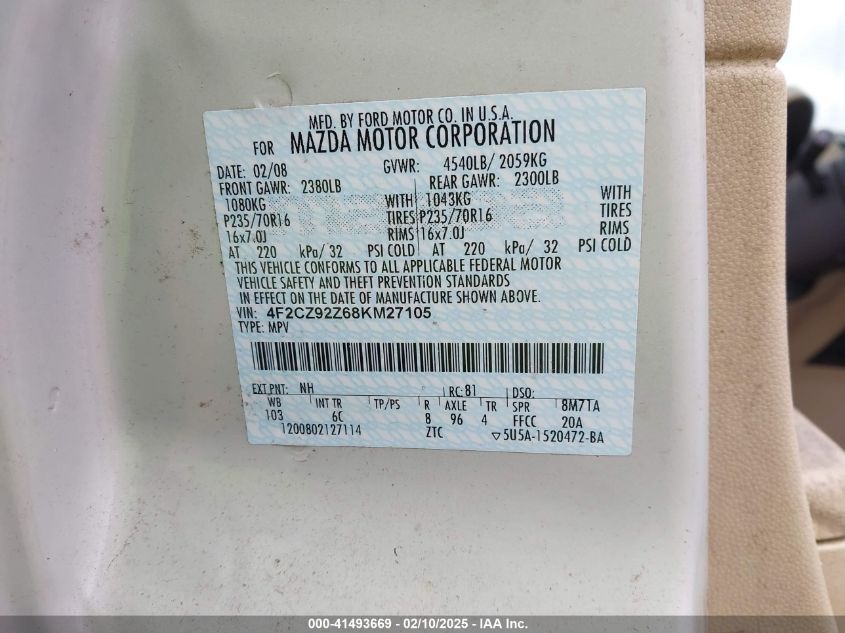 MFD. BY FORD MOTOR CO. IN U.S.A.
FOR MAZDA MOTOR CORPORATION
DATE: 02/08 GVWR: 4540LB/ 2059KG
FRONT GAWR: 2380LB REAR GAWR: 2300LB
1080KG WITH 1043KG WITH
P235/70R16 TIRES P235/70R16 TIRES
16x7.0J RIMS 16x7.0J RIMS
AT 220 kPa/ 32 PSI COLD AT 220 kPa/ 32 PSI COLD
THIS VEHICLE CONFORMS TO ALL APPLICABLE FEDERAL MOTOR
VEHICLE SAFETY AND THEFT PREVENTION STANDARDS
IN EFFECT ON THE DATE OF MANUFACTURE SHOWN ABOVE.
VIN: 4F2CZ92Z68KM27105
TYPE: MPV
EXT PNT: NH RC: 81 DSO:
WB INT TR TP/PS R AXLE TR SPR 8M71A
103 6C 8 96 4 FFCC 20A
1200802127114 ZTC ▽5U5A-1520472-BA
000-41493669 - 02/10/2025 - IAA Inc.